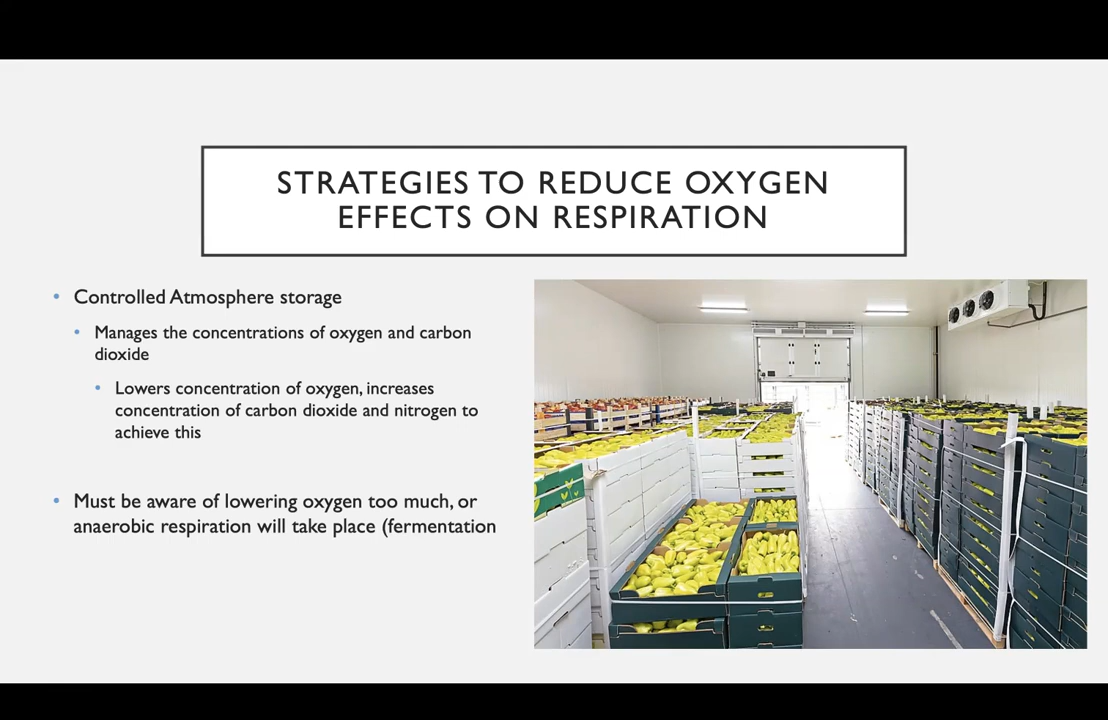 STRATEGIES TO REDUCE OXYGEN
EFFECTS ON RESPIRATION
• Controlled Atmosphere storage
• Manages the concentrations of oxygen and carbon
dioxide
• Lowers concentration of oxygen, increases
concentration of carbon dioxide and nitrogen to
achieve this
• Must be aware of lowering oxygen too much, or
anaerobic respiration will take place (fermentation